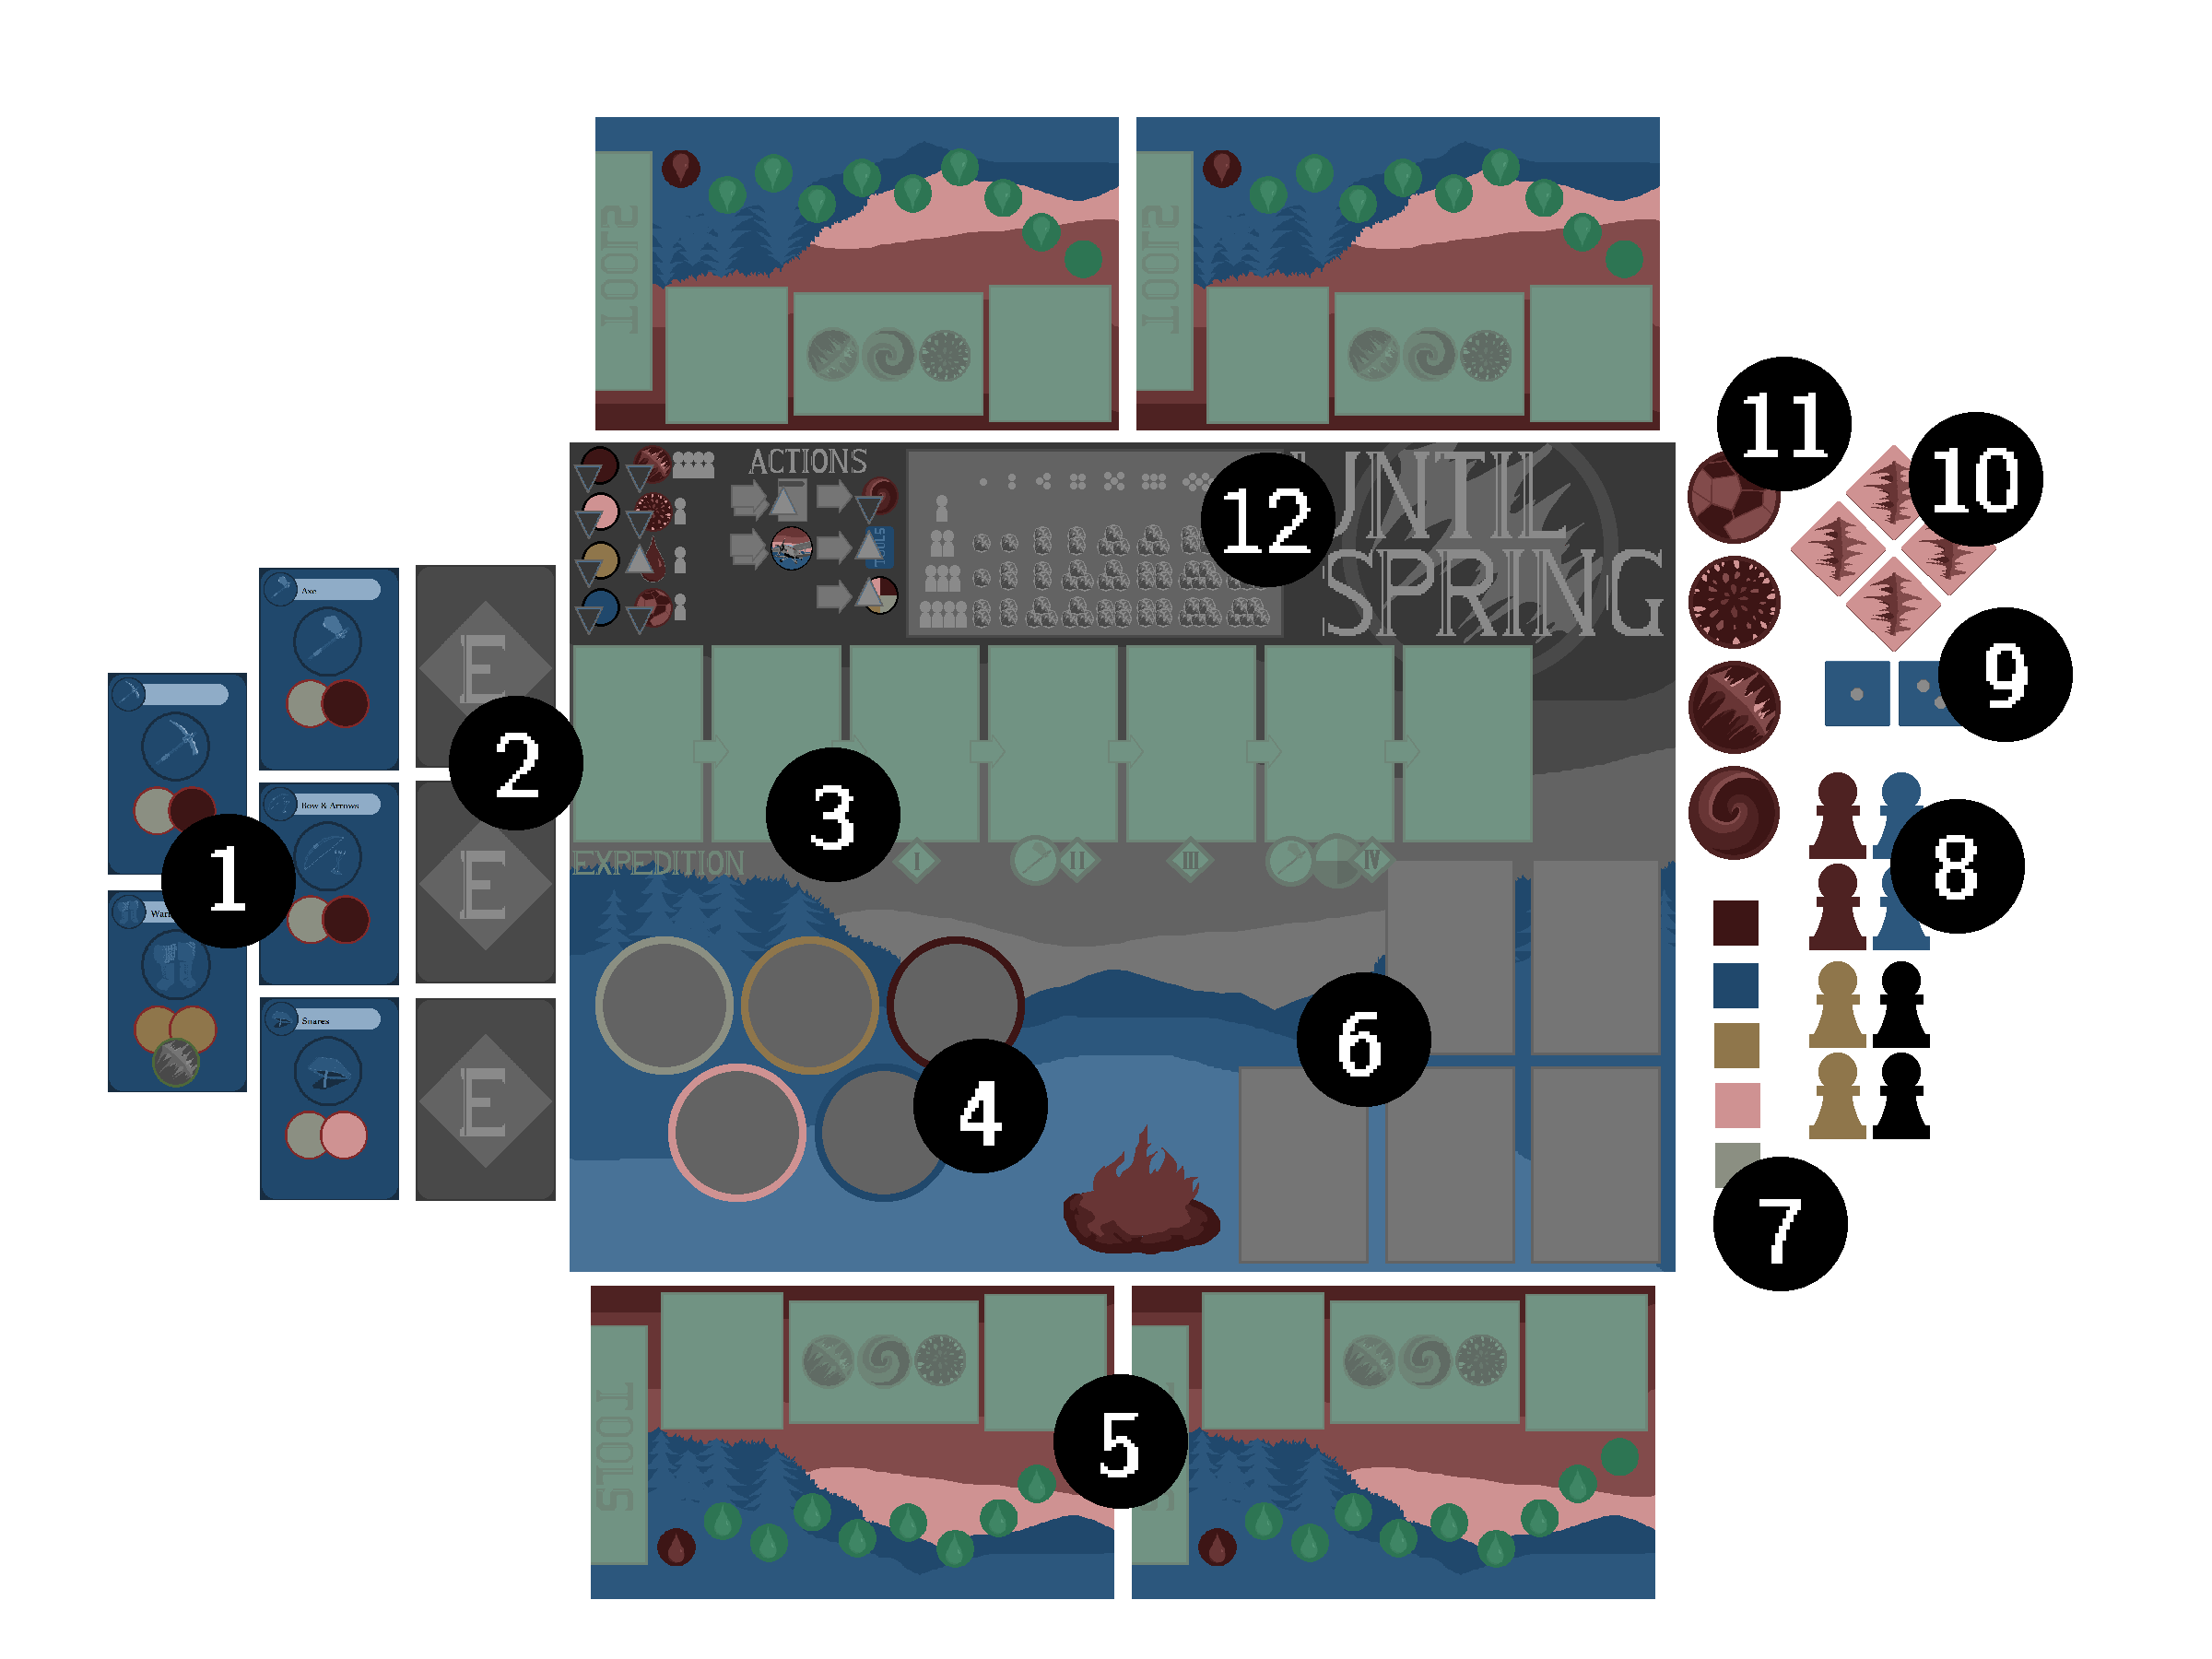 TOOLS
TOOLS
ACTIONS
UNTIL
SPRING
TOOLS
11
10
12
Axe
E
9
2
Bow & Arrows
3
1
E
8
EXPEDITION
I
II
III
IV
Snares
6
E
4
7
TOOLS
5